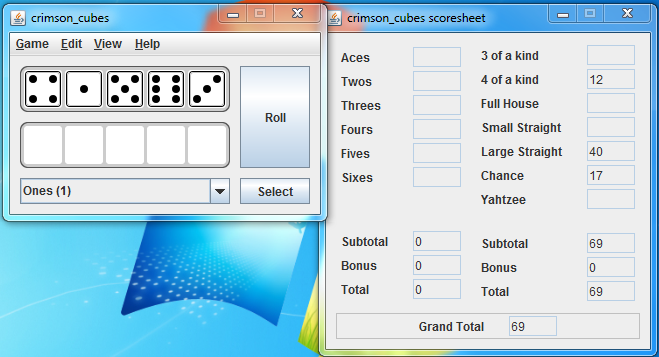 crimson_cubes
Game Edit View Help
Roll
Ones (1)
Select
crimson_cubes scoresheet
Aces
Twos
Threes
Fours
Fives
Sixes
Subtotal 0
Bonus 0
Total 0
3 of a kind
4 of a kind 12
Full House
Small Straight
Large Straight 40
Chance 17
Yahtzee
Subtotal 69
Bonus 0
Total 69
Grand Total 69